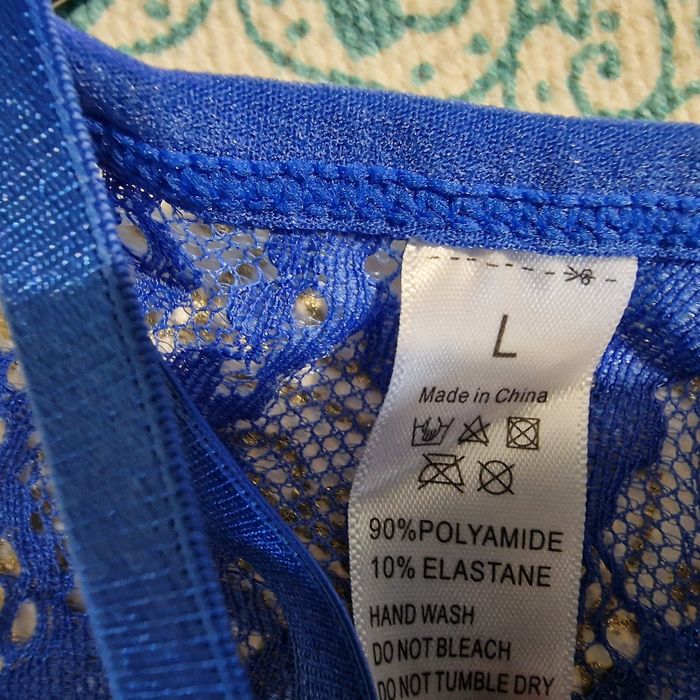 L
Made in China
90%POLYAMIDE
10% ELASTANE
HAND WASH
DO NOT BLEACH
DO NOT TUMBLE DRY